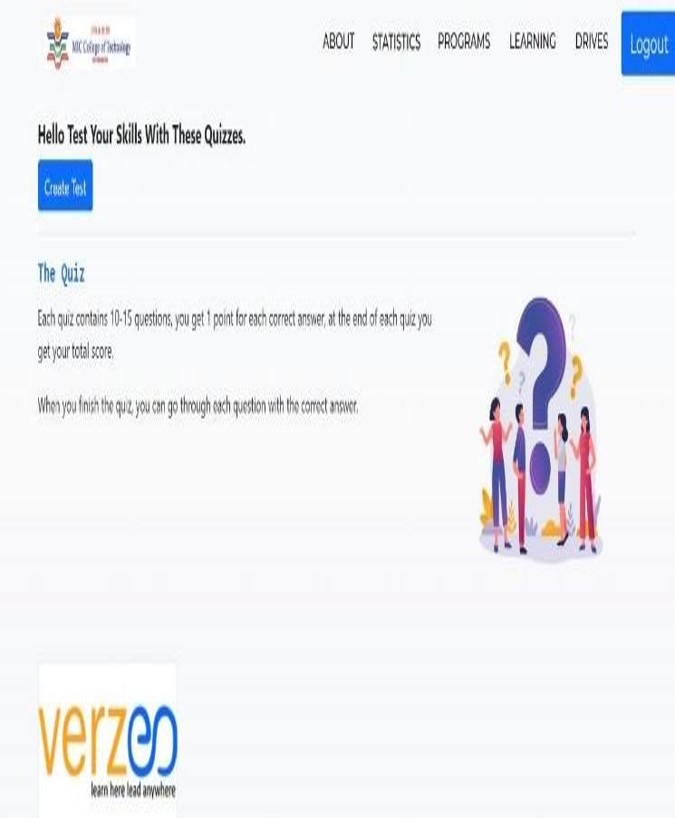 MIC College of Technology
ABOUT STATISTICS PROGRAMS LEARNING DRIVES Logout
Hello Test Your Skills With These Quizzes.
Create Test
The Quiz
Each quiz contains 10-15 questions, you get 1 point for each correct answer, at the end of each quiz you
get your total score.
When you finish the quiz, you can go through each question with the correct answer.
? ? ? ? ?
verzeo
learn here lead anywhere